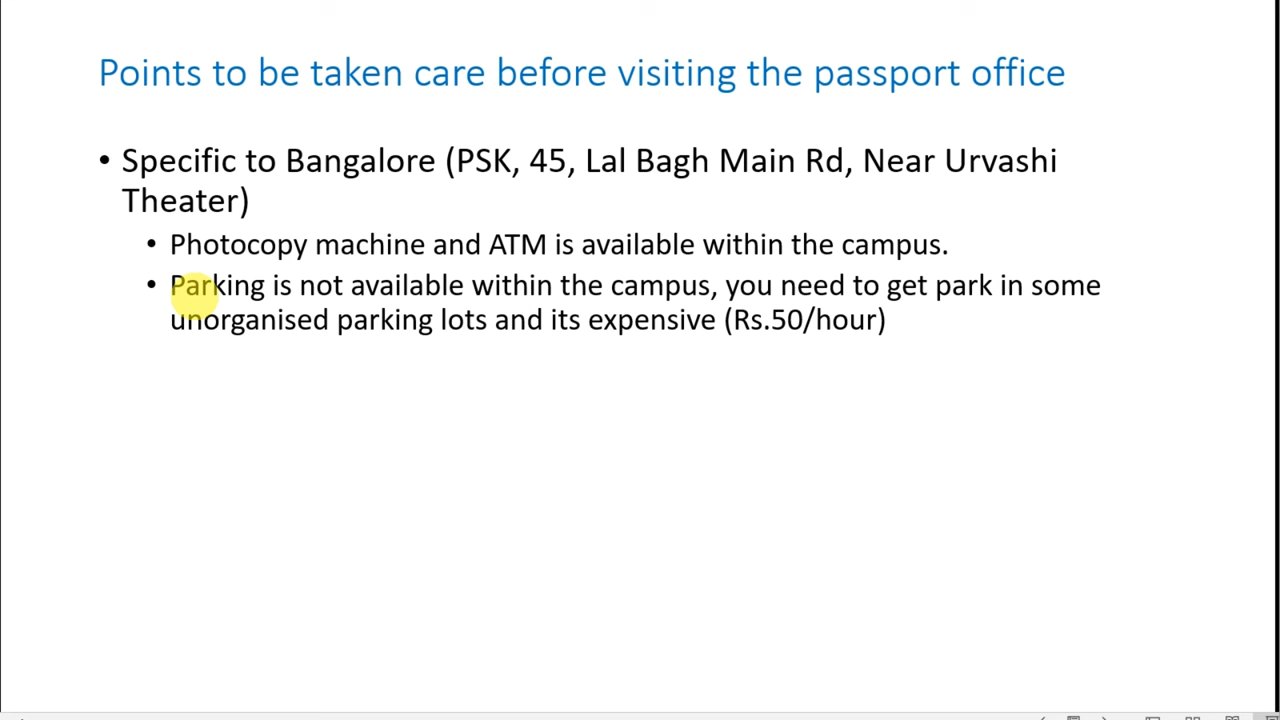 Points to be taken care before visiting the passport office
• Specific to Bangalore (PSK, 45, Lal Bagh Main Rd, Near Urvashi
Theater)
• Photocopy machine and ATM is available within the campus.
• Parking is not available within the campus, you need to get park in some
unorganised parking lots and its expensive (Rs.50/hour)